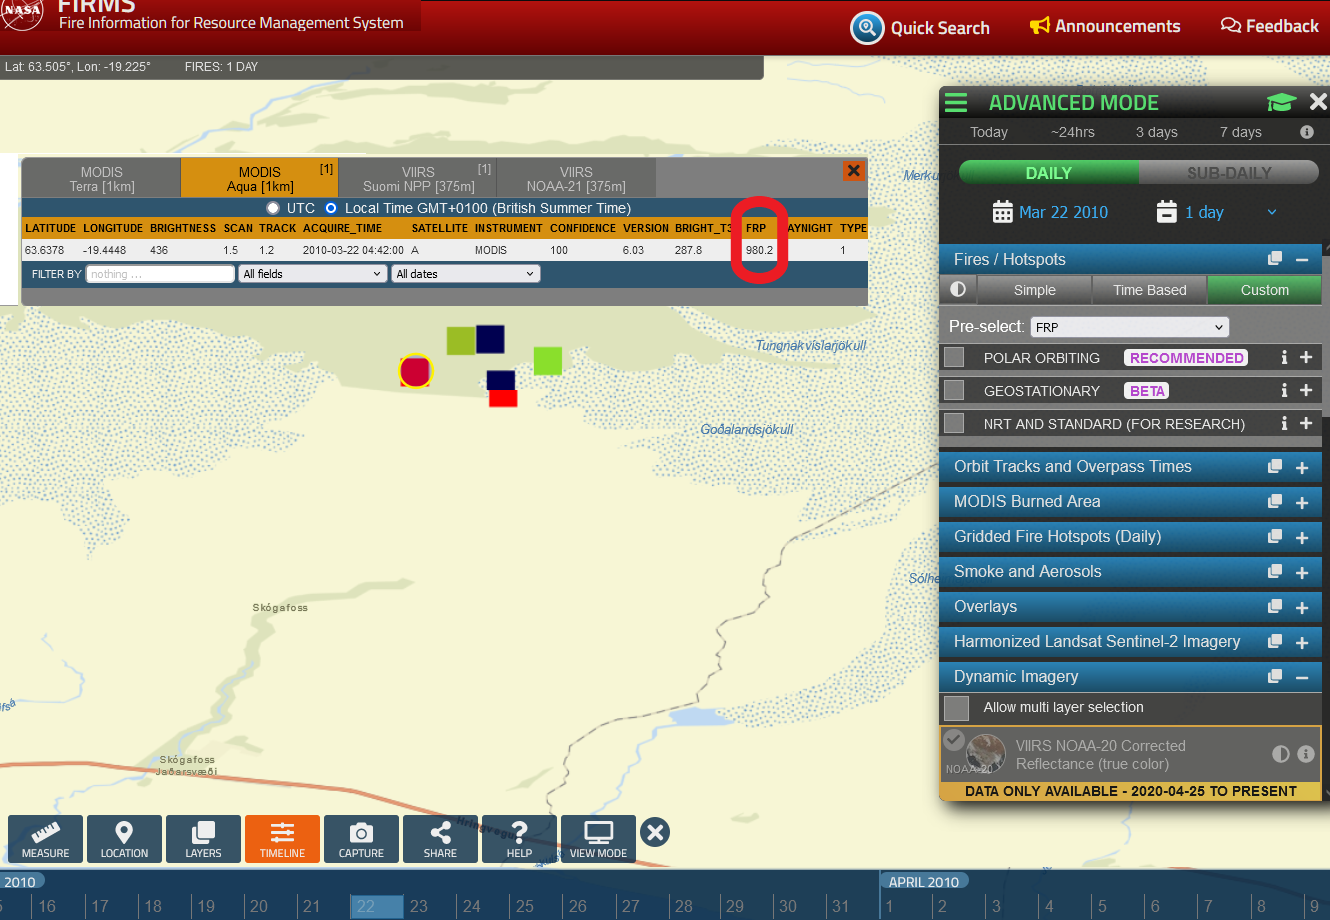 NASA
FIRMS
Fire Information for Resource Management System
Quick Search
Announcements
Feedback
Lat: 63.505°, Lon: -19.225° FIRES: 1 DAY
ADVANCED MODE
Today ~24hrs 3 days 7 days
DAILY SUB-DAILY
Mar 22 2010 1 day
Fires / Hotspots
Simple Time Based Custom
Pre-select: FRP
POLAR ORBITING RECOMMENDED
GEOSTATIONARY BETA
NRT AND STANDARD (FOR RESEARCH)
Orbit Tracks and Overpass Times
MODIS Burned Area
Gridded Fire Hotspots (Daily)
Smoke and Aerosols
Overlays
Harmonized Landsat Sentinel-2 Imagery
Dynamic Imagery
Allow multi layer selection
VIIRS NOAA-20 Corrected
Reflectance (true color)
NOAA-20
DATA ONLY AVAILABLE - 2020-04-25 TO PRESENT
MODIS
Terra [1km]
MODIS [1]
Aqua [1km]
VIIRS [1]
Suomi NPP [375m]
VIIRS
NOAA-21 [375m]
UTC Local Time GMT+0100 (British Summer Time)
LATITUDE LONGITUDE BRIGHTNESS SCAN TRACK ACQUIRE_TIME SATELLITE INSTRUMENT CONFIDENCE VERSION BRIGHT_T3 FRP AYNIGHT TYPE
63.6378 -19.4448 436 1.5 1.2 2010-03-22 04:42:00 A MODIS 100 6.03 287.8 980.2 1
FILTER BY nothing ... All fields All dates
Merku
Tungnakvíslarjökull
Goðalandsjökull
Sólhe
Skógafoss
Skógafoss
Jaðarsvæði
Hringvegur
MEASURE LOCATION LAYERS TIMELINE CAPTURE SHARE HELP VIEW MODE
2010 APRIL 2010
16 17 18 19 20 21 22 23 24 25 26 27 28 29 30 31 1 2 3 4 5 6 7 8 9